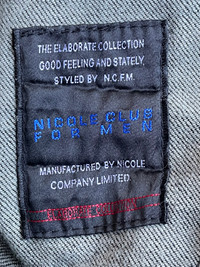 THE ELABORATE COLLECTION
GOOD FEELING AND STATELY,
STYLED BY N.C.F.M.
NICOLE CLUB
FOR MEN
MANUFACTURED BY NICOLE
COMPANY LIMITED.